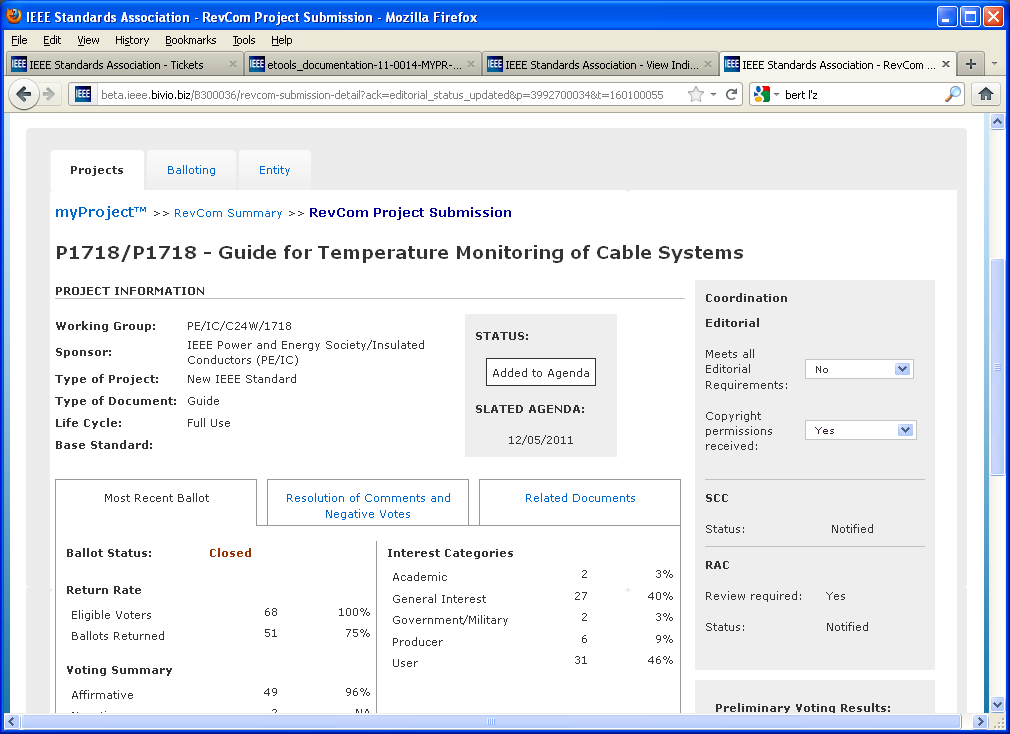 IEEE Standards Association - RevCom Project Submission - Mozilla Firefox
File Edit View History Bookmarks Tools Help
IEEE Standards Association - Tickets
etools_documentation-11-0014-MYPR-...
IEEE Standards Association - View Indi...
IEEE Standards Association - RevCom ...
beta.ieee.bivio.biz/B300036/revcom-submission-detail?ack=editorial_status_updated&p=3992700034&t=160100055
bert l'z
Projects Balloting Entity
myProject™ >> RevCom Summary >> RevCom Project Submission
P1718/P1718 - Guide for Temperature Monitoring of Cable Systems
PROJECT INFORMATION
Working Group: PE/IC/C24W/1718
Sponsor: IEEE Power and Energy Society/Insulated
Conductors (PE/IC)
Type of Project: New IEEE Standard
Type of Document: Guide
Life Cycle: Full Use
Base Standard:
STATUS:
Added to Agenda
SLATED AGENDA:
12/05/2011
Coordination
Editorial
Meets all
Editorial
Requirements:
No
Copyright
permissions
received:
Yes
SCC
Status: Notified
RAC
Review required: Yes
Status: Notified
Most Recent Ballot
Resolution of Comments and
Negative Votes
Related Documents
Ballot Status: Closed
Return Rate
Eligible Voters 68 100%
Ballots Returned 51 75%
Voting Summary
Affirmative 49 96%
Interest Categories
Academic 2 3%
General Interest 27 40%
Government/Military 2 3%
Producer 6 9%
User 31 46%
Preliminary Voting Results: